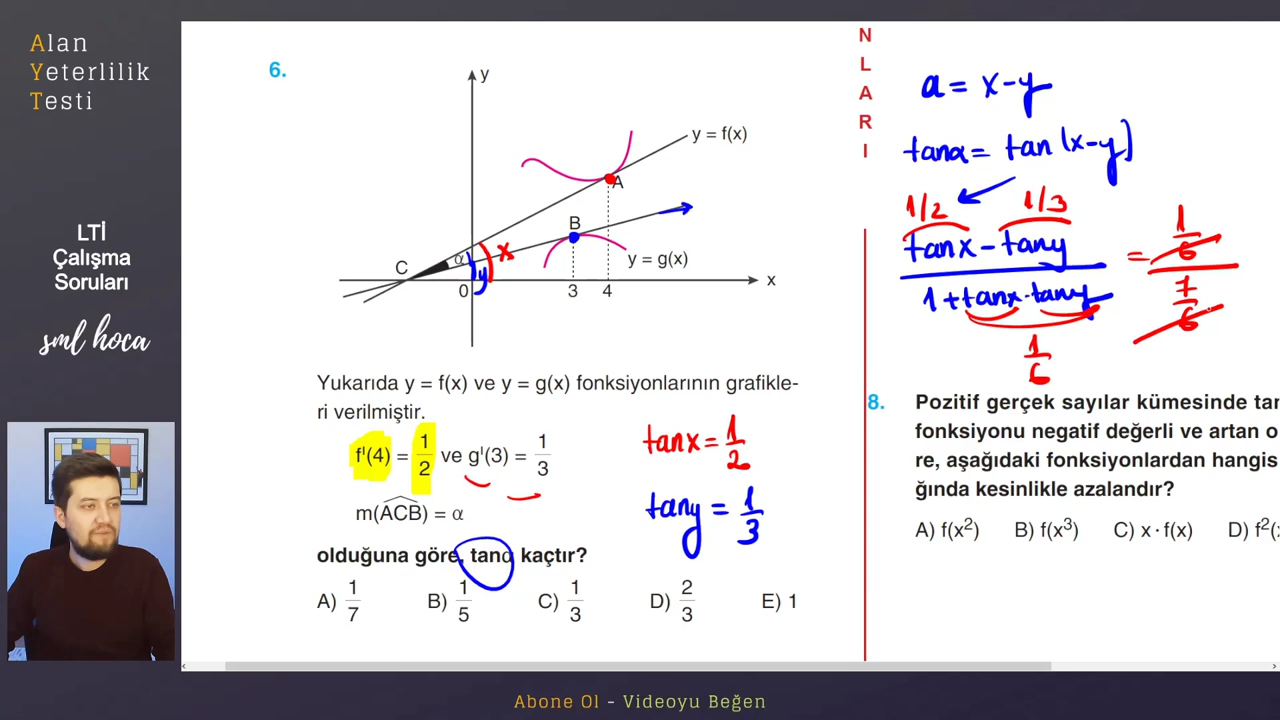 Alan
Yeterlilik
Testi
LTİ
Çalışma
Soruları
sml hoca
6.
y
y = f(x)
A
B
α
x
y = g(x)
C
y
x
0
3
4
Yukarıda y = f(x) ve y = g(x) fonksiyonlarının grafikle-
ri verilmiştir.
f'(4) = 1/2 ve g'(3) = 1/3
m(ACB) = α
olduğuna göre, tanα kaçtır?
A) 1/7 B) 1/5 C) 1/3 D) 2/3 E) 1
tanx = 1/2
tany = 1/3
N
L
A
R
I
a = x-y
tanα = tan(x-y)
1/2 1/3
tanx - tany
1 + tanx · tany
1/6
= 1/6
7/6
8.
Pozitif gerçek sayılar kümesinde tan
fonksiyonu negatif değerli ve artan o
re, aşağıdaki fonksiyonlardan hangis
ğında kesinlikle azalandır?
A) f(x²) B) f(x³) C) x · f(x) D) f²(
Abone Ol - Videoyu Beğen